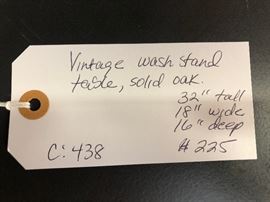 Vintage wash stand
table, solid oak.
32" tall
18" wide
16" deep
C: 438 $225